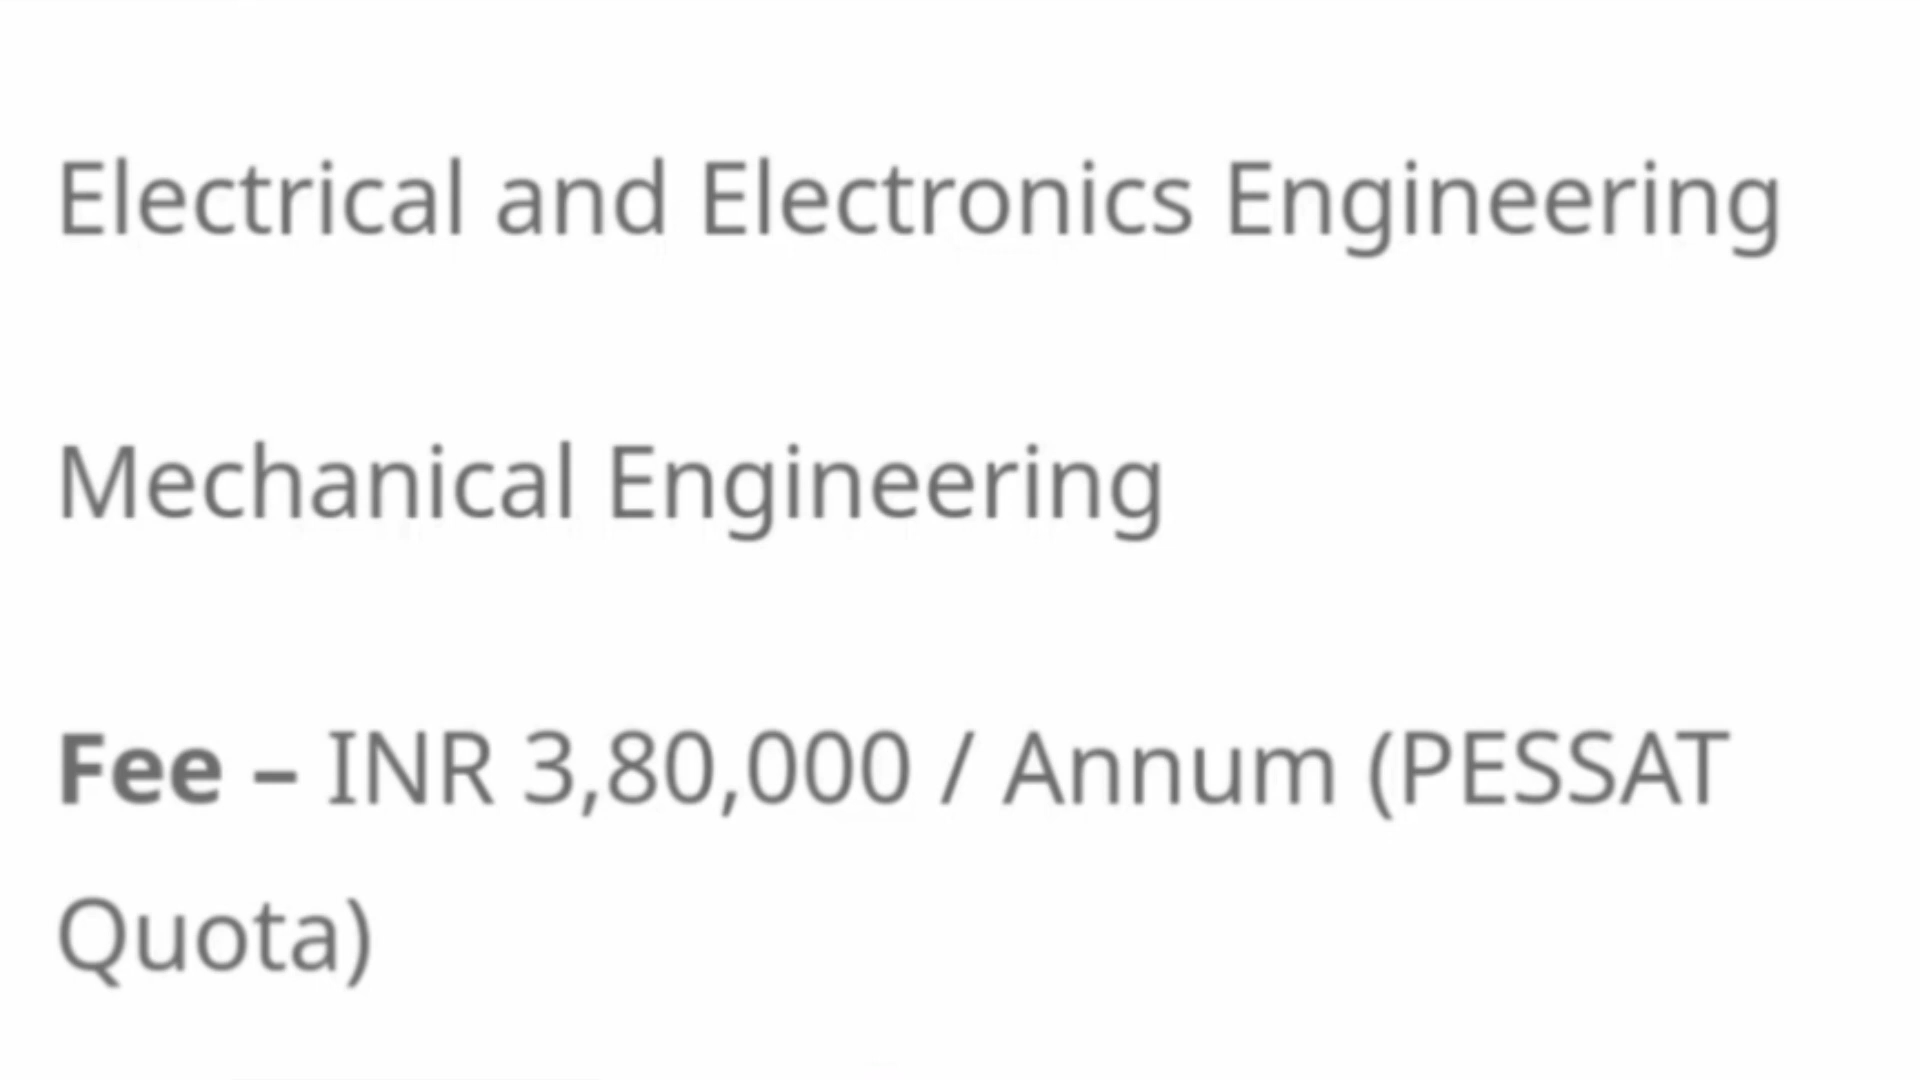 Electrical and Electronics Engineering
Mechanical Engineering
Fee – INR 3,80,000 / Annum (PESSAT
Quota)